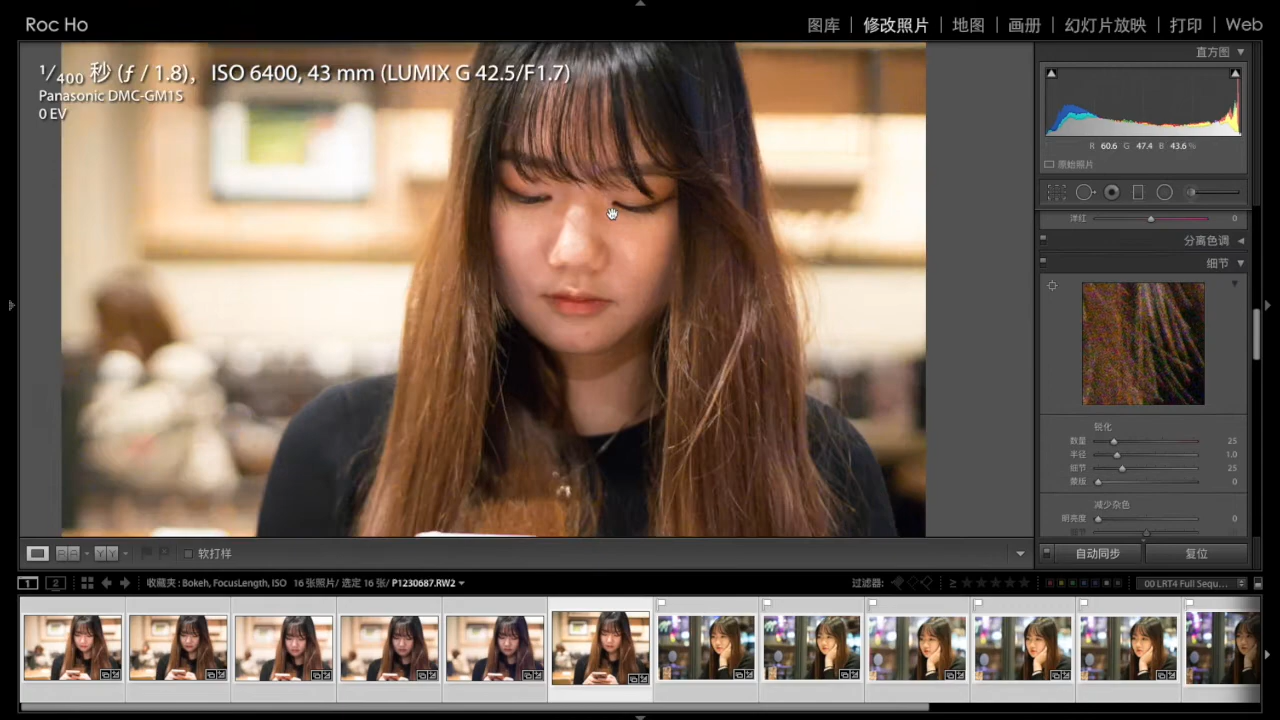 Roc Ho
图库 | 修改照片 | 地图 | 画册 | 幻灯片放映 | 打印 | Web
1/400 秒 (ƒ / 1.8), ISO 6400, 43 mm (LUMIX G 42.5/F1.7)
Panasonic DMC-GM1S
0 EV
直方图
R 60.6 G 47.4 B 43.6 %
原始照片
洋红 0
分离色调
细节
锐化
数量 25
半径 1.0
细节 25
蒙版 0
减少杂色
明亮度 0
细节
软打样
自动同步
复位
1 2
收藏夹 : Bokeh, FocusLength, ISO 16 张照片/ 选定 16 张/ P1230687.RW2
过滤器:
00 LRT4 Full Sequ...